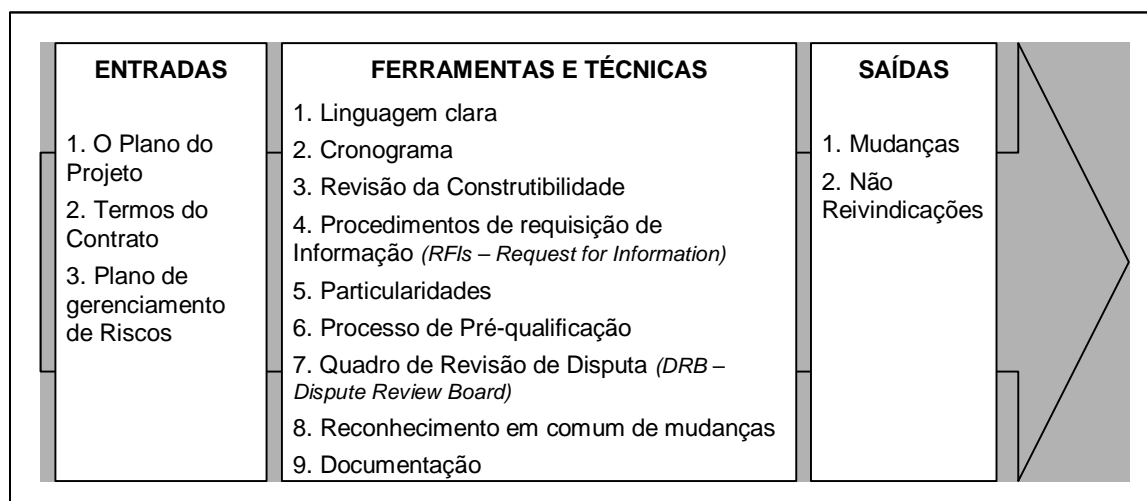 ENTRADAS
1. O Plano do
Projeto
2. Termos do
Contrato
3. Plano de
gerenciamento
de Riscos
FERRAMENTAS E TÉCNICAS
1. Linguagem clara
2. Cronograma
3. Revisão da Construtibilidade
4. Procedimentos de requisição de
Informação (RFIs – Request for Information)
5. Particularidades
6. Processo de Pré-qualificação
7. Quadro de Revisão de Disputa (DRB –
Dispute Review Board)
8. Reconhecimento em comum de mudanças
9. Documentação
SAÍDAS
1. Mudanças
2. Não
Reivindicações